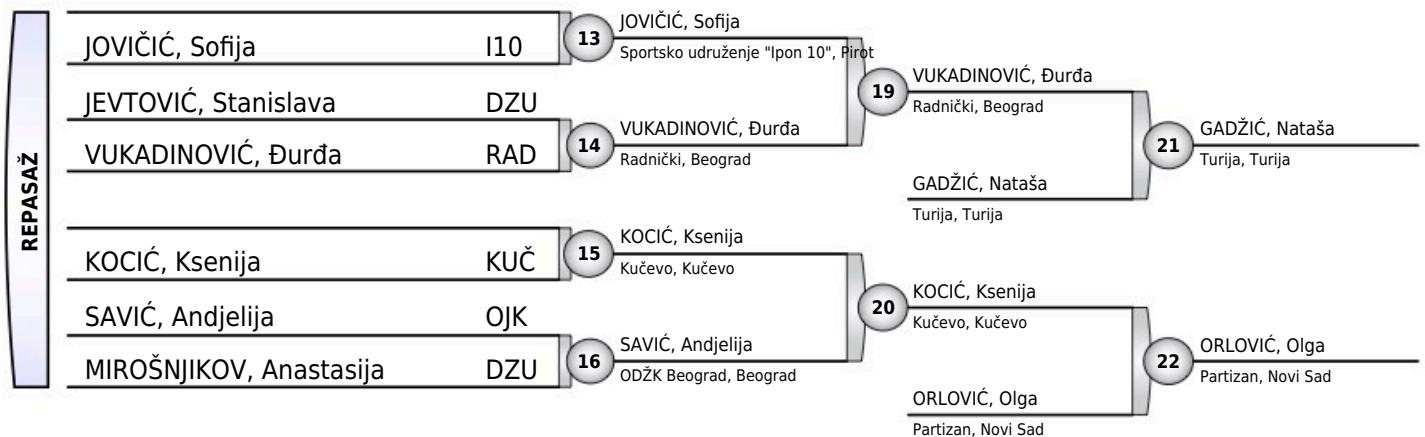 REPASAŽ
JOVIČIĆ, Sofija I10
JEVTOVIĆ, Stanislava DZU
VUKADINOVIĆ, Đurđa RAD
KOCIĆ, Ksenija KUČ
SAVIĆ, Andjelija OJK
MIROŠNJIKOV, Anastasija DZU
13
JOVIČIĆ, Sofija
Sportsko udruženje "Ipon 10", Pirot
14
VUKADINOVIĆ, Đurđa
Radnički, Beograd
15
KOCIĆ, Ksenija
Kučevo, Kučevo
16
SAVIĆ, Andjelija
ODŽK Beograd, Beograd
19
VUKADINOVIĆ, Đurđa
Radnički, Beograd
GADŽIĆ, Nataša
Turija, Turija
20
KOCIĆ, Ksenija
Kučevo, Kučevo
ORLOVIĆ, Olga
Partizan, Novi Sad
21
GADŽIĆ, Nataša
Turija, Turija
22
ORLOVIĆ, Olga
Partizan, Novi Sad